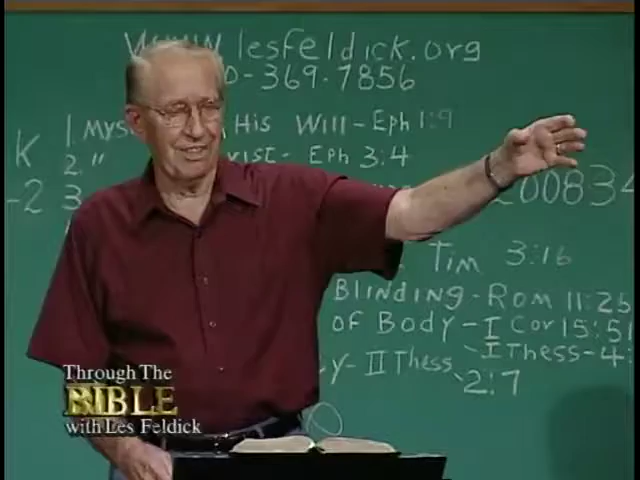 www.lesfeldick.org
0-369-7856
K
1. Mys His Will - Eph 1:9
2. " rist - Eph 3:4
-2
3
200834
Tim 3:16
Blinding - Rom 11:25
of Body - I Cor 15:51
I Thess - 4:
y - II Thess
2:7
Through The
BIBLE
with Les Feldick